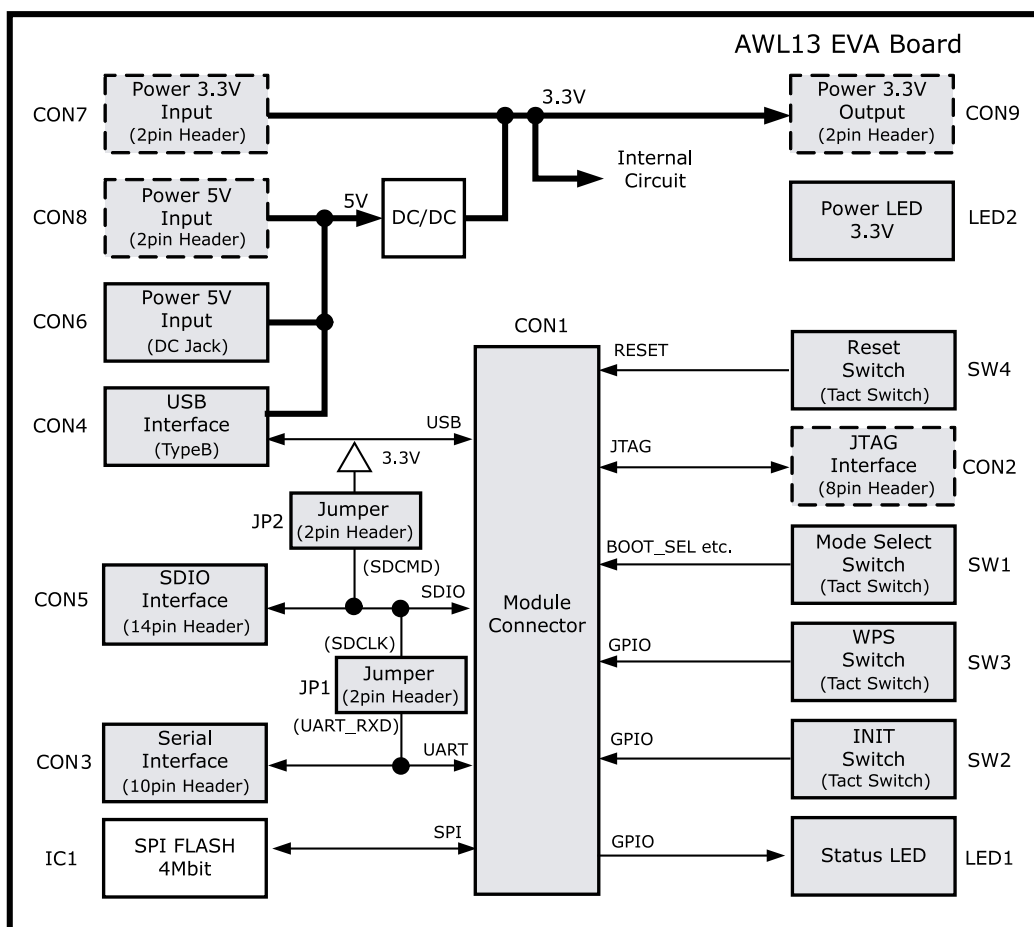 AWL13 EVA Board
CON7
Power 3.3V
Input
(2pin Header)
3.3V
Power 3.3V
Output
(2pin Header)
CON9
Internal
Circuit
CON8
Power 5V
Input
(2pin Header)
5V
DC/DC
Power LED
3.3V
LED2
CON6
Power 5V
Input
(DC Jack)
CON4
USB
Interface
(TypeB)
USB
3.3V
JP2
Jumper
(2pin Header)
(SDCMD)
CON5
SDIO
Interface
(14pin Header)
SDIO
(SDCLK)
JP1
Jumper
(2pin Header)
(UART_RXD)
CON3
Serial
Interface
(10pin Header)
UART
IC1
SPI FLASH
4Mbit
SPI
CON1
Module
Connector
RESET
Reset
Switch
(Tact Switch)
SW4
JTAG
JTAG
Interface
(8pin Header)
CON2
BOOT_SEL etc.
Mode Select
Switch
(Tact Switch)
SW1
GPIO
WPS
Switch
(Tact Switch)
SW3
GPIO
INIT
Switch
(Tact Switch)
SW2
GPIO
Status LED
LED1